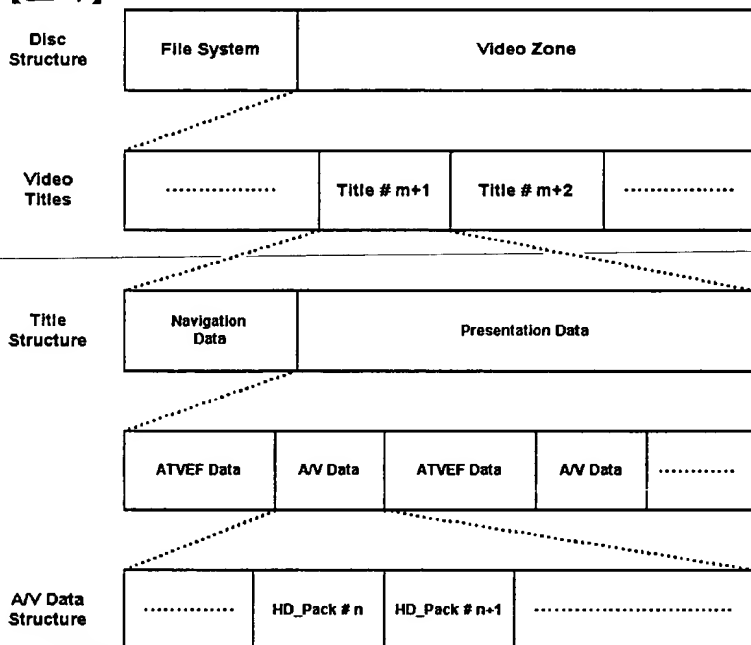 Disc
Structure
File System
Video Zone
Video
Titles
Title # m+1
Title # m+2
Title
Structure
Navigation
Data
Presentation Data
ATVEF Data
A/V Data
ATVEF Data
A/V Data
A/V Data
Structure
HD_Pack # n
HD_Pack # n+1